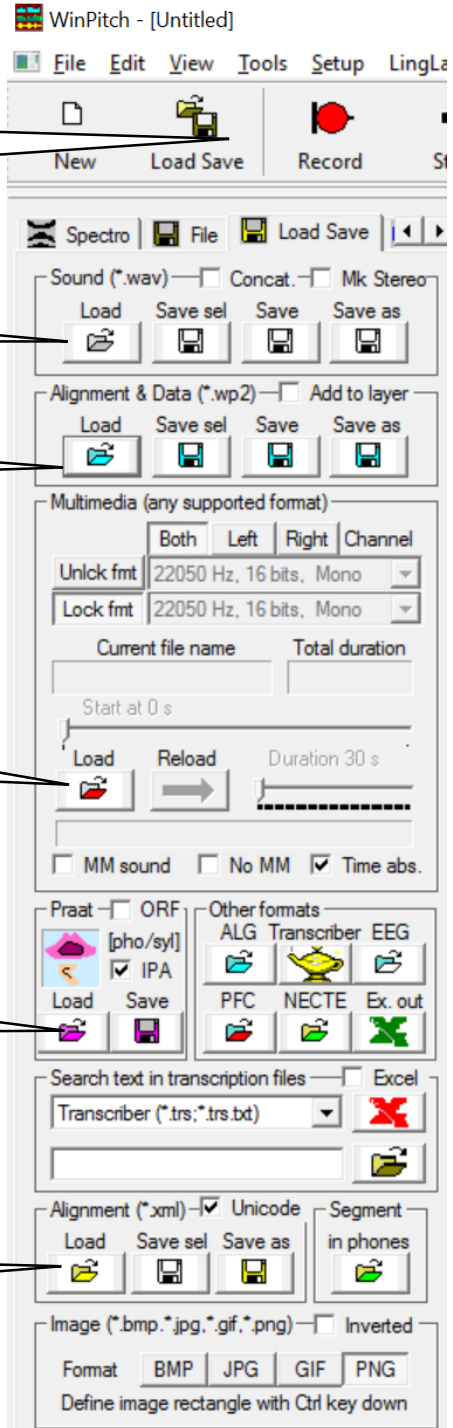 WinPitch - [Untitled]
File Edit View Tools Setup LingLa
New Load Save Record St
Spectro File Load Save
Sound (*.wav) Concat. Mk Stereo
Load Save sel Save Save as
Alignment & Data (*.wp2) Add to layer
Load Save sel Save Save as
Multimedia (any supported format)
Both Left Right Channel
Unlck fmt 22050 Hz, 16 bits, Mono
Lock fmt 22050 Hz, 16 bits, Mono
Current file name Total duration
Start at 0 s
Load Reload Duration 30 s
MM sound No MM Time abs.
Praat ORF Other formats
[pho/syl] ALG Transcriber EEG
IPA
Load Save PFC NECTE Ex. out
Search text in transcription files Excel
Transcriber (*.trs;*.trs.txt)
Alignment (*.xml) Unicode Segment
Load Save sel Save as in phones
Image (*.bmp.*.jpg,*.gif,*.png) Inverted
Format BMP JPG GIF PNG
Define image rectangle with Ctrl key down